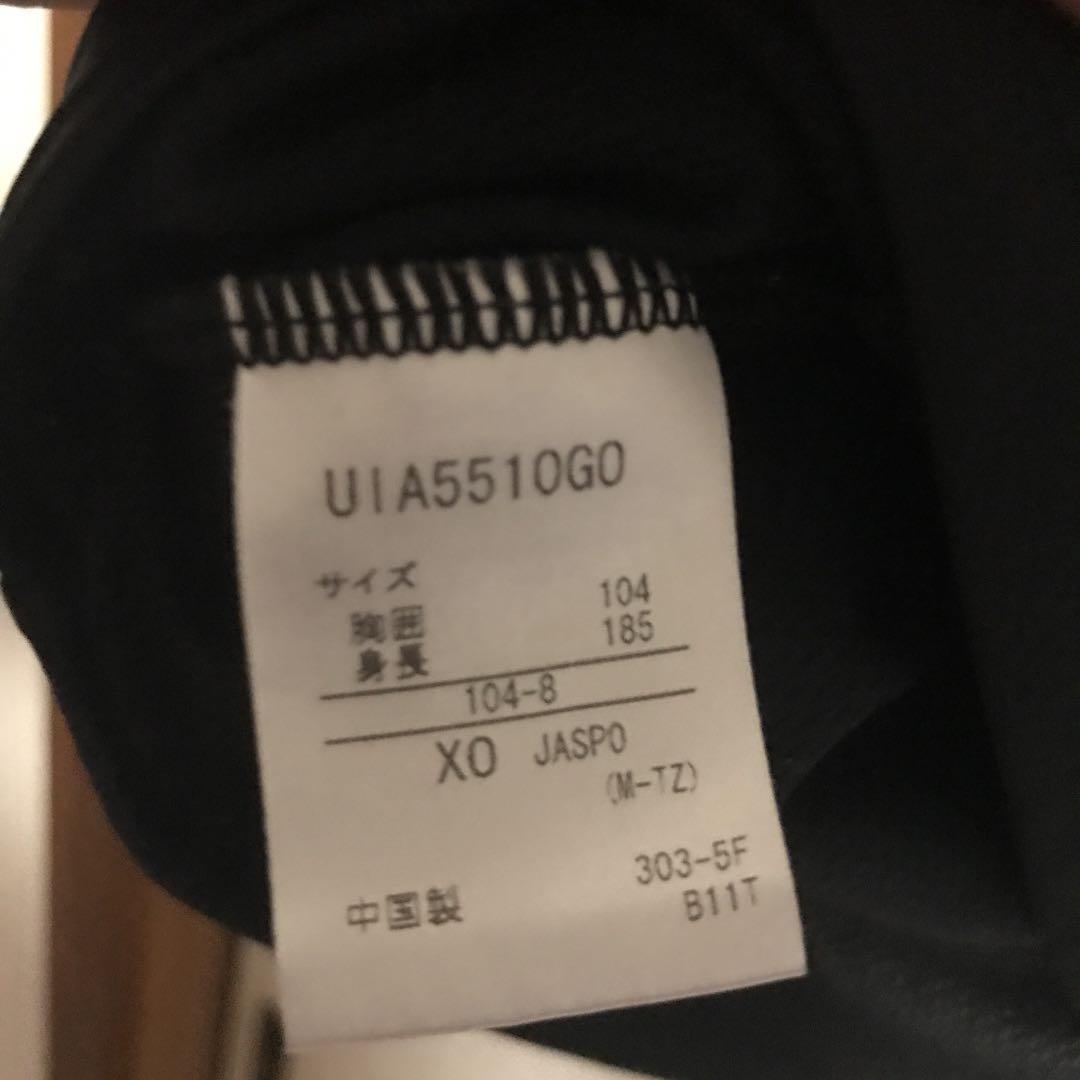 UIA5510GO
サイズ
胸囲 104
身長 185
104-8
XO JASPO
(M-TZ)
303-5F
中国製 B11T